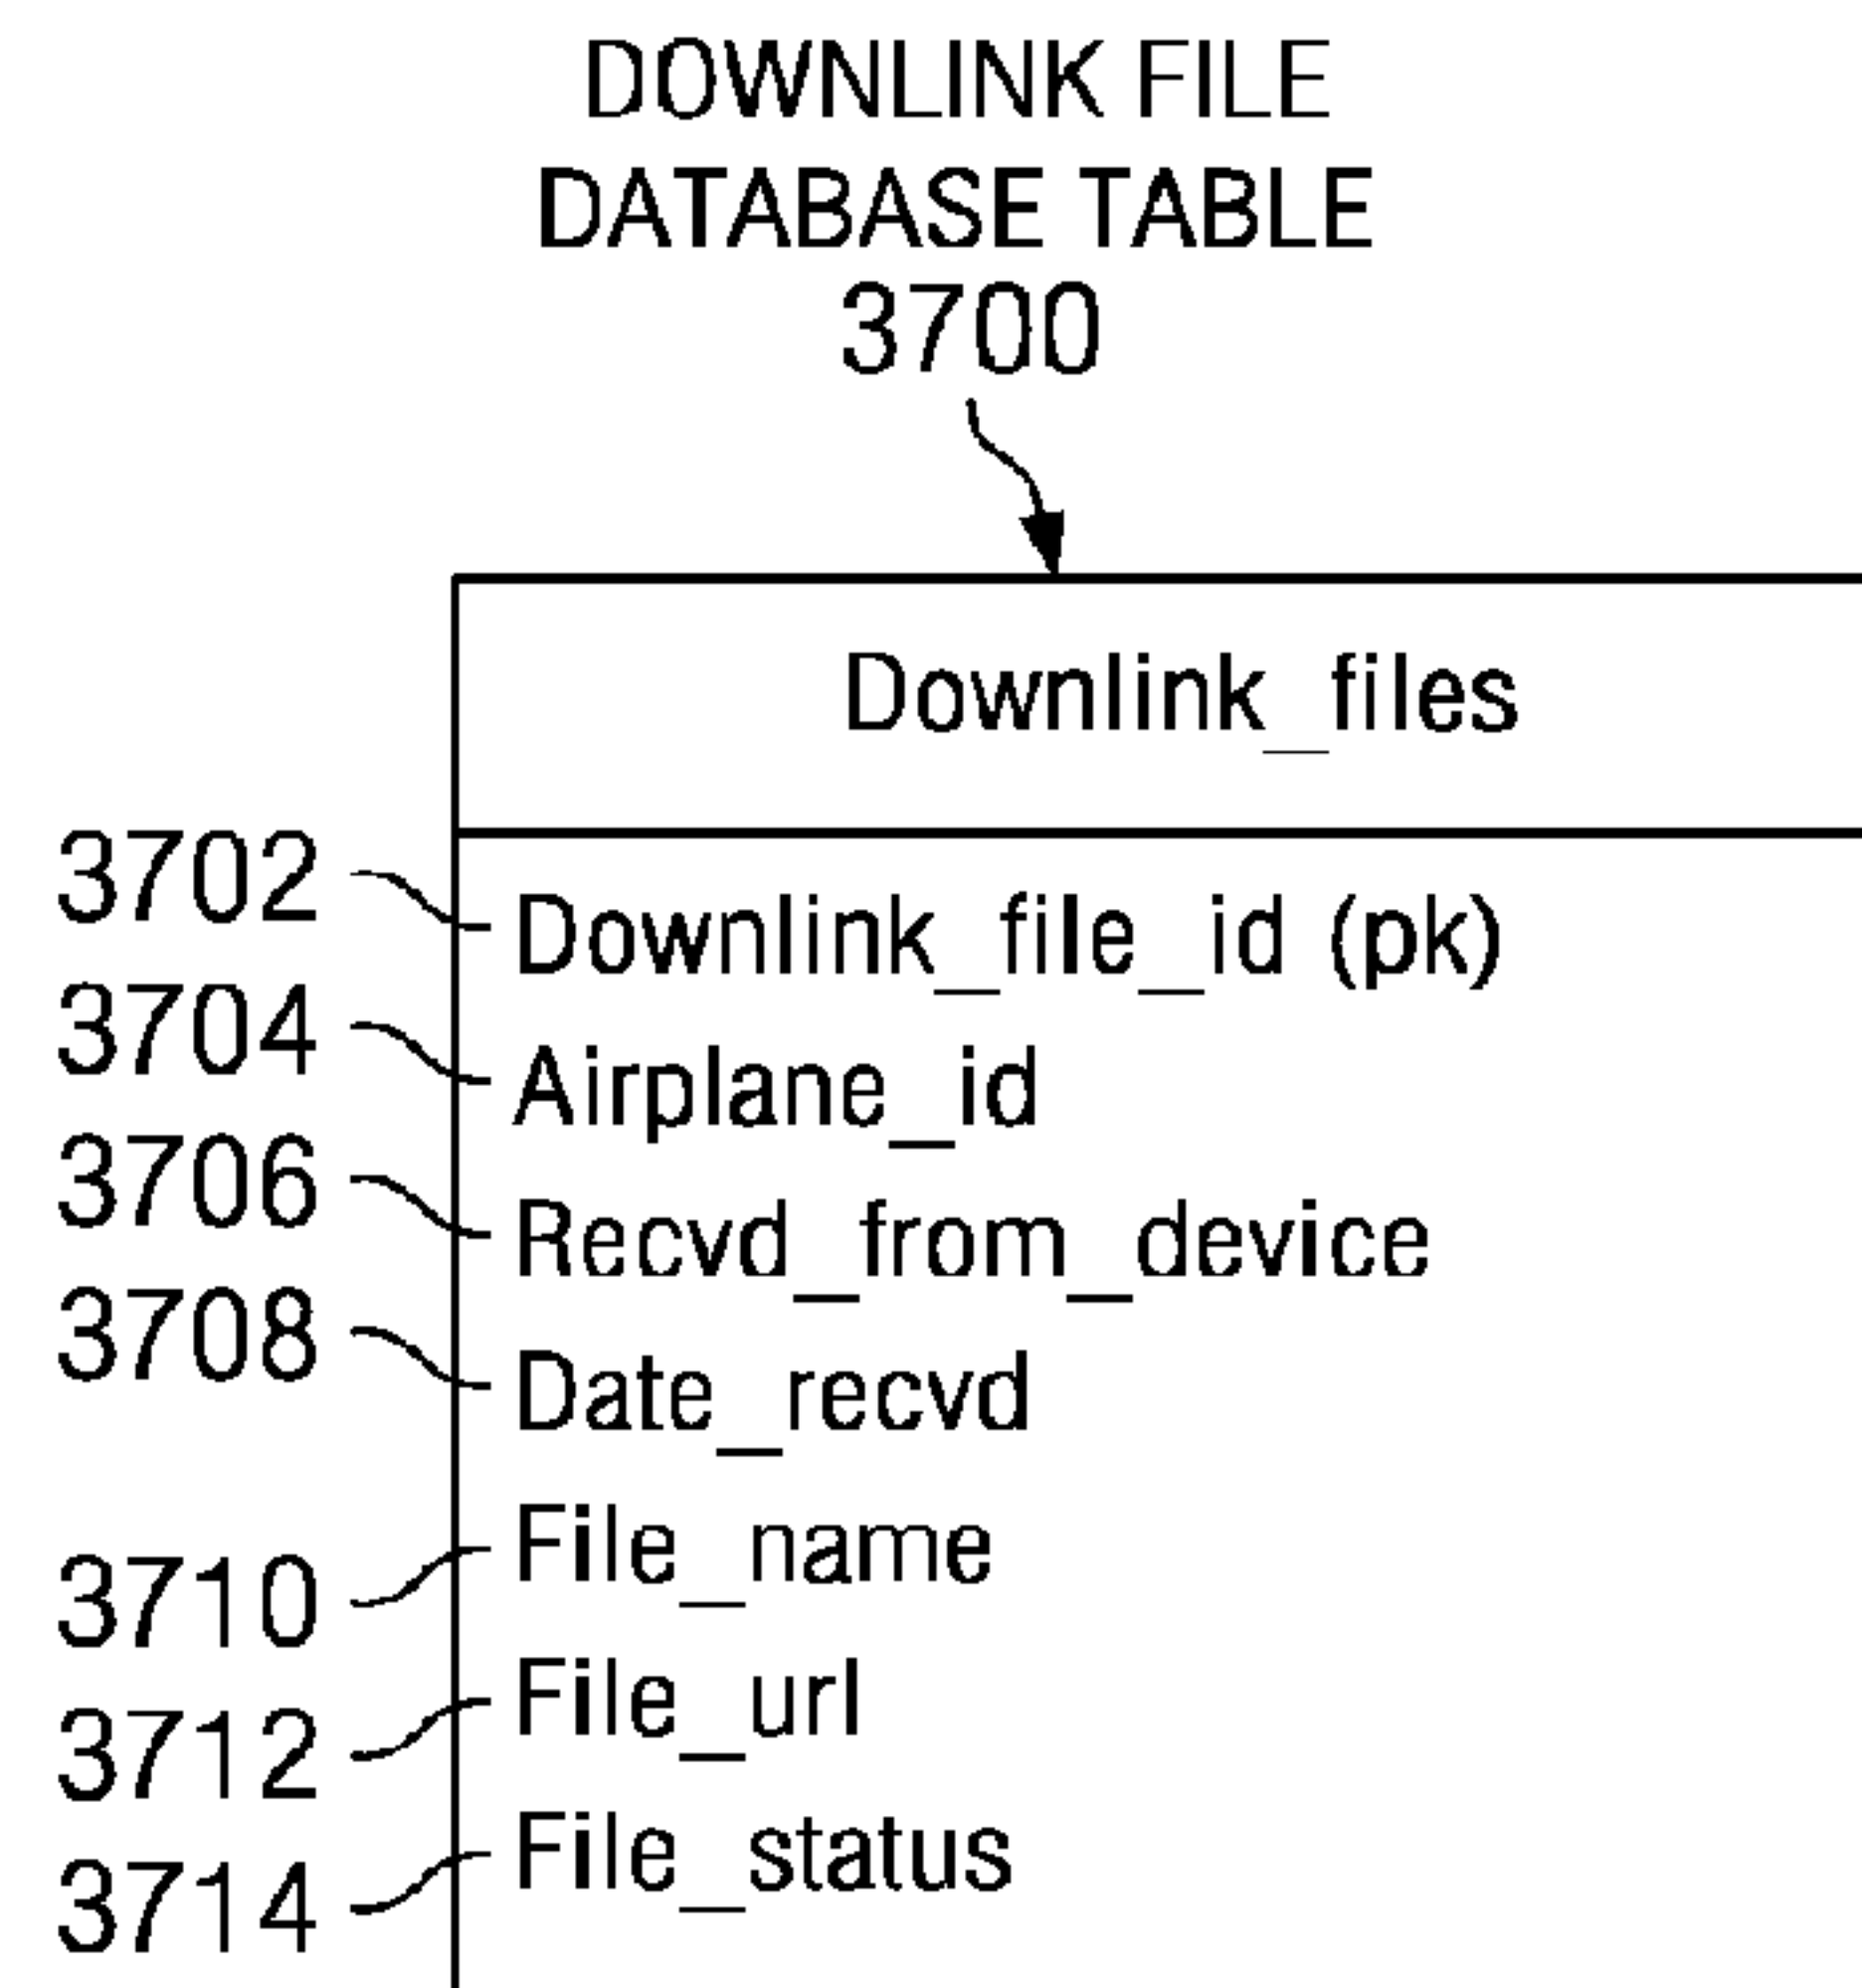 DOWNLINK FILE
DATABASE TABLE
3700
Downlink_files
3702 Downlink_file_id (pk)
3704 Airplane_id
3706 Recvd_from_device
3708 Date_recvd
3710 File_name
3712 File_url
3714 File_status